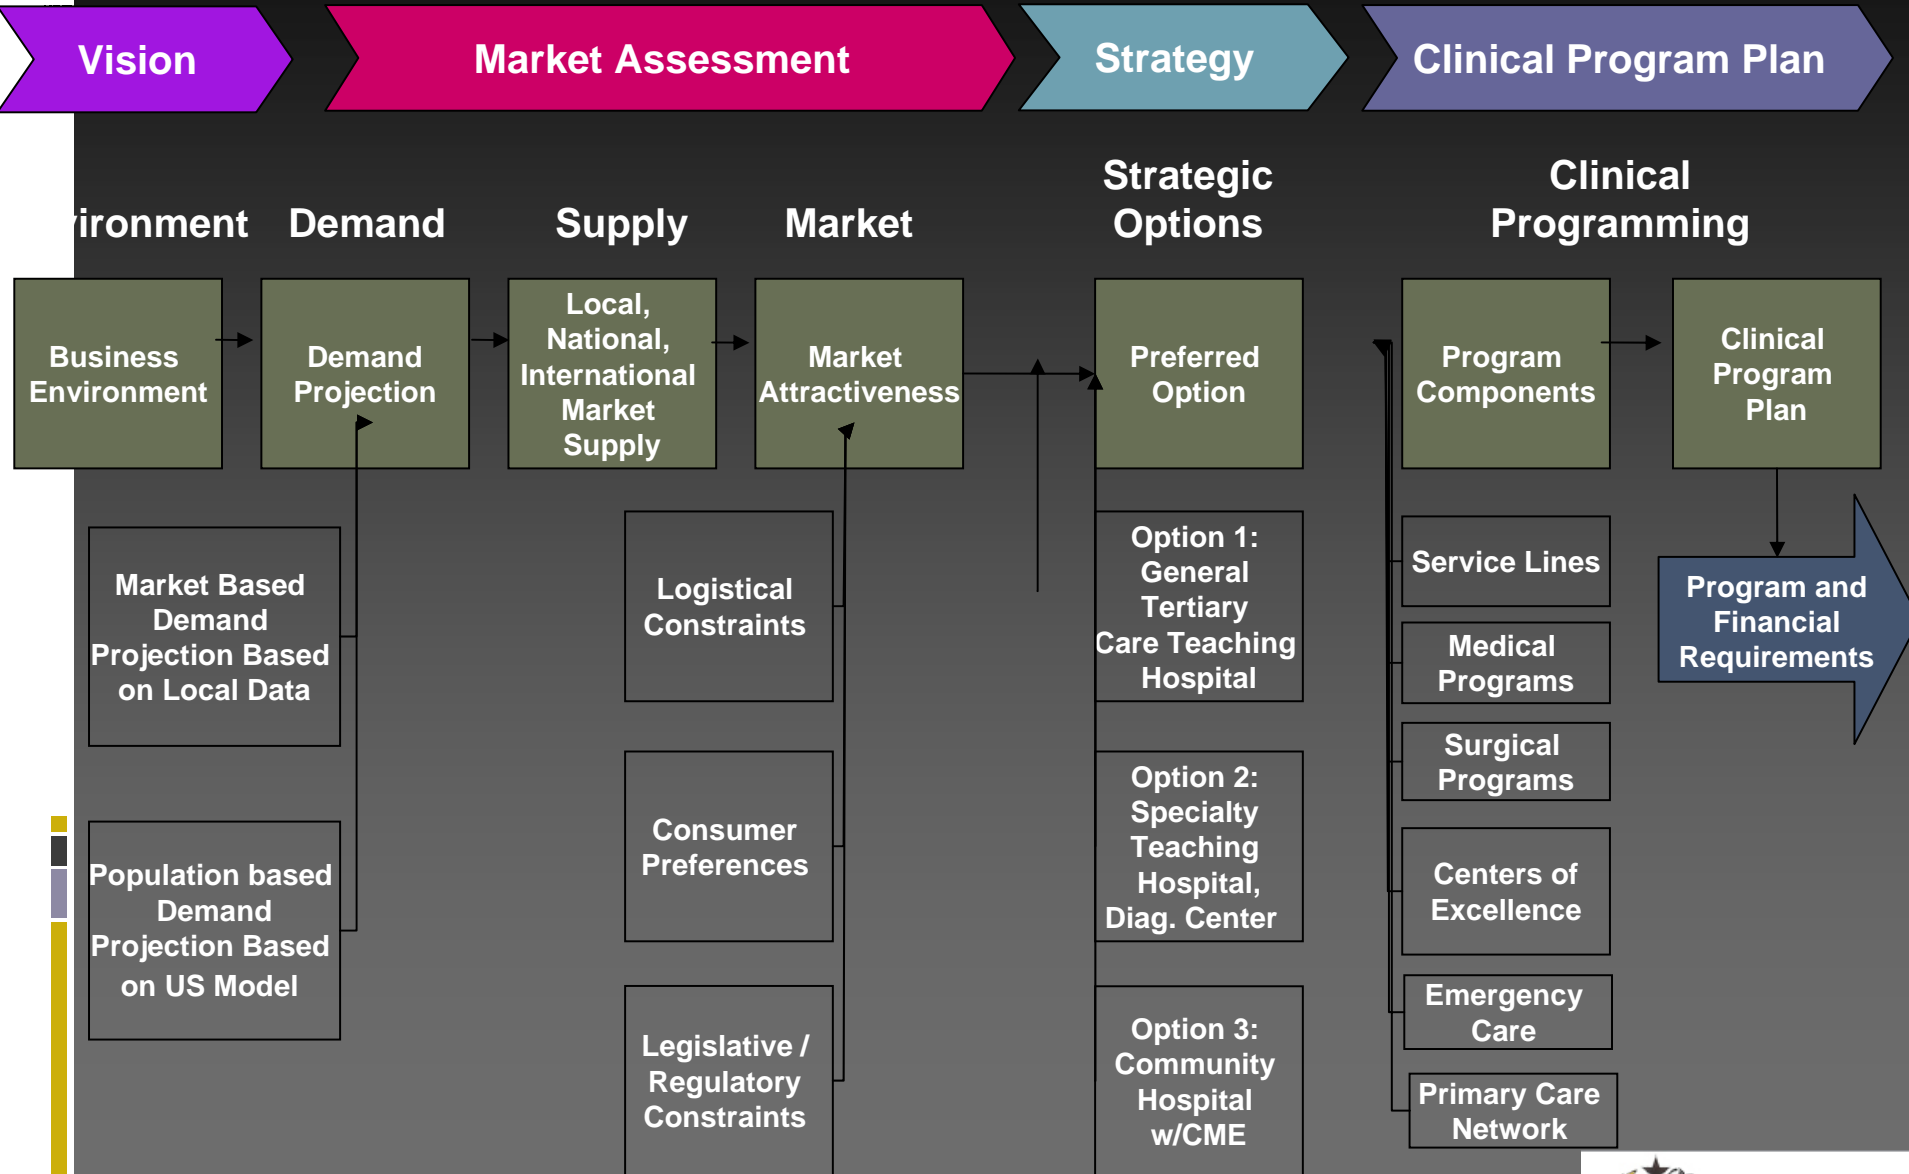 Vision
Market Assessment
Strategy
Clinical Program Plan
ironment
Demand
Supply
Market
Strategic
Options
Clinical
Programming
Business
Environment
Demand
Projection
Local,
National,
International
Market
Supply
Market
Attractiveness
Preferred
Option
Program
Components
Clinical
Program
Plan
Market Based
Demand
Projection Based
on Local Data
Population based
Demand
Projection Based
on US Model
Logistical
Constraints
Consumer
Preferences
Legislative /
Regulatory
Constraints
Option 1:
General
Tertiary
Care Teaching
Hospital
Option 2:
Specialty
Teaching
Hospital,
Diag. Center
Option 3:
Community
Hospital
w/CME
Service Lines
Medical
Programs
Surgical
Programs
Centers of
Excellence
Emergency
Care
Primary Care
Network
Program and
Financial
Requirements